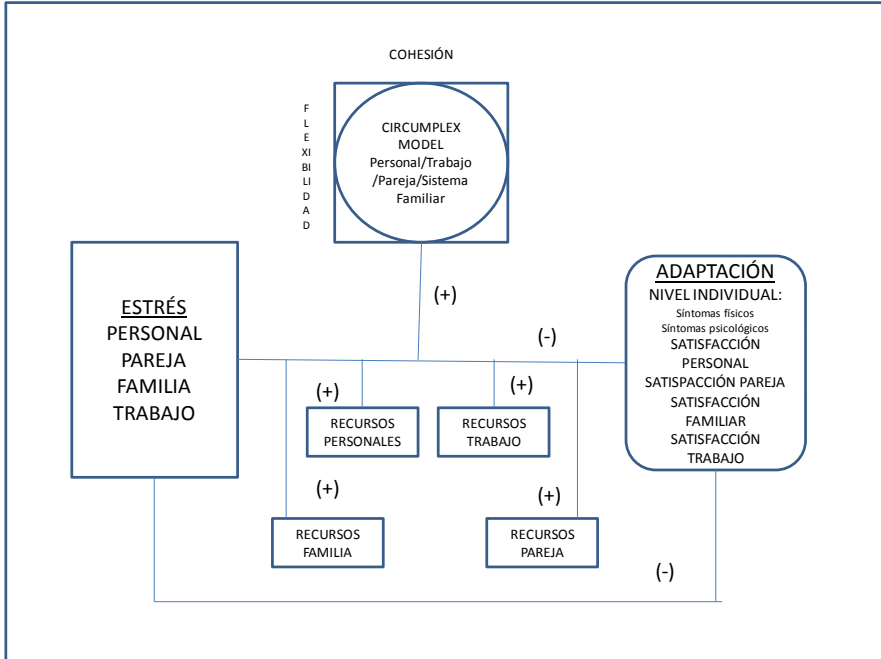 COHESIÓN
F
L
E
XI
BI
LI
D
A
D
CIRCUMPLEX
MODEL
Personal/Trabajo
/Pareja/Sistema
Familiar
(+)
(-)
ESTRÉS
PERSONAL
PAREJA
FAMILIA
TRABAJO
ADAPTACIÓN
NIVEL INDIVIDUAL:
Síntomas físicos
Síntomas psicológicos
SATISFACCIÓN
PERSONAL
SATISPACCIÓN PAREJA
SATISFACCIÓN
FAMILIAR
SATISFACCIÓN
TRABAJO
(+)
(+)
RECURSOS
PERSONALES
RECURSOS
TRABAJO
(+)
(+)
RECURSOS
FAMILIA
RECURSOS
PAREJA
(-)